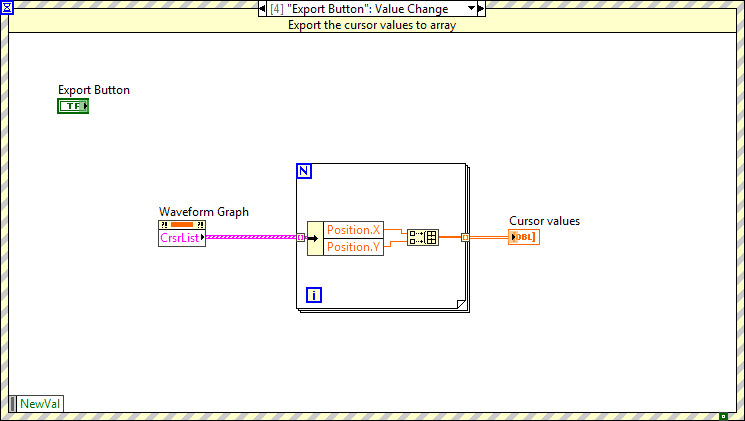 [4] "Export Button": Value Change
Export the cursor values to array
Export Button
TF
N
Waveform Graph
?! ?!
CrsrList
Position.X
Position.Y
Cursor values
DBL]
i
NewVal